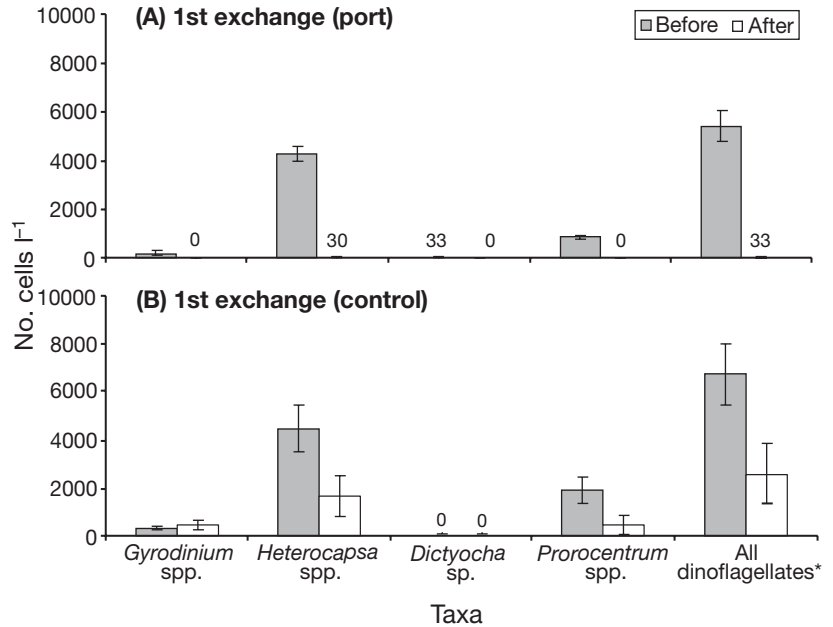 10000
(A) 1st exchange (port)
Before After
8000
6000
4000
2000
0
0 30 33 0 0 33
No. cells l⁻¹
10000
(B) 1st exchange (control)
8000
6000
4000
2000
0
0 0
Gyrodinium Heterocapsa Dictyocha Prorocentrum All
spp. spp. sp. spp. dinoflagellates*
Taxa